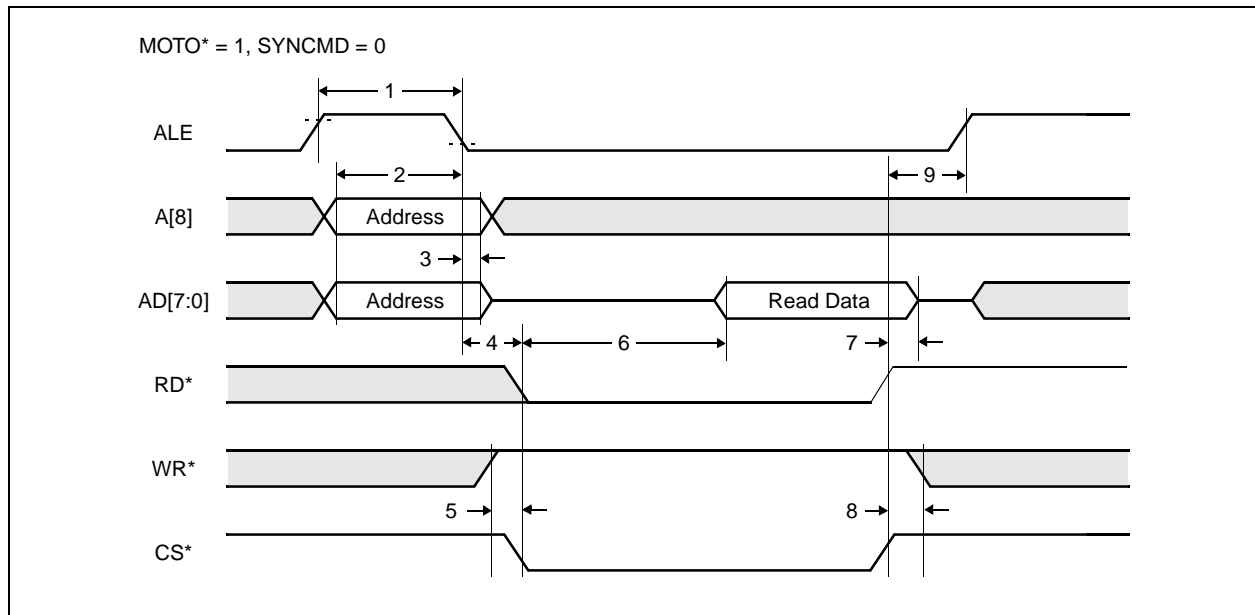 MOTO* = 1, SYNCMD = 0
1
ALE
2
9
A[8]
Address
3
AD[7:0]
Address
Read Data
4
6
7
RD*
WR*
5
8
CS*